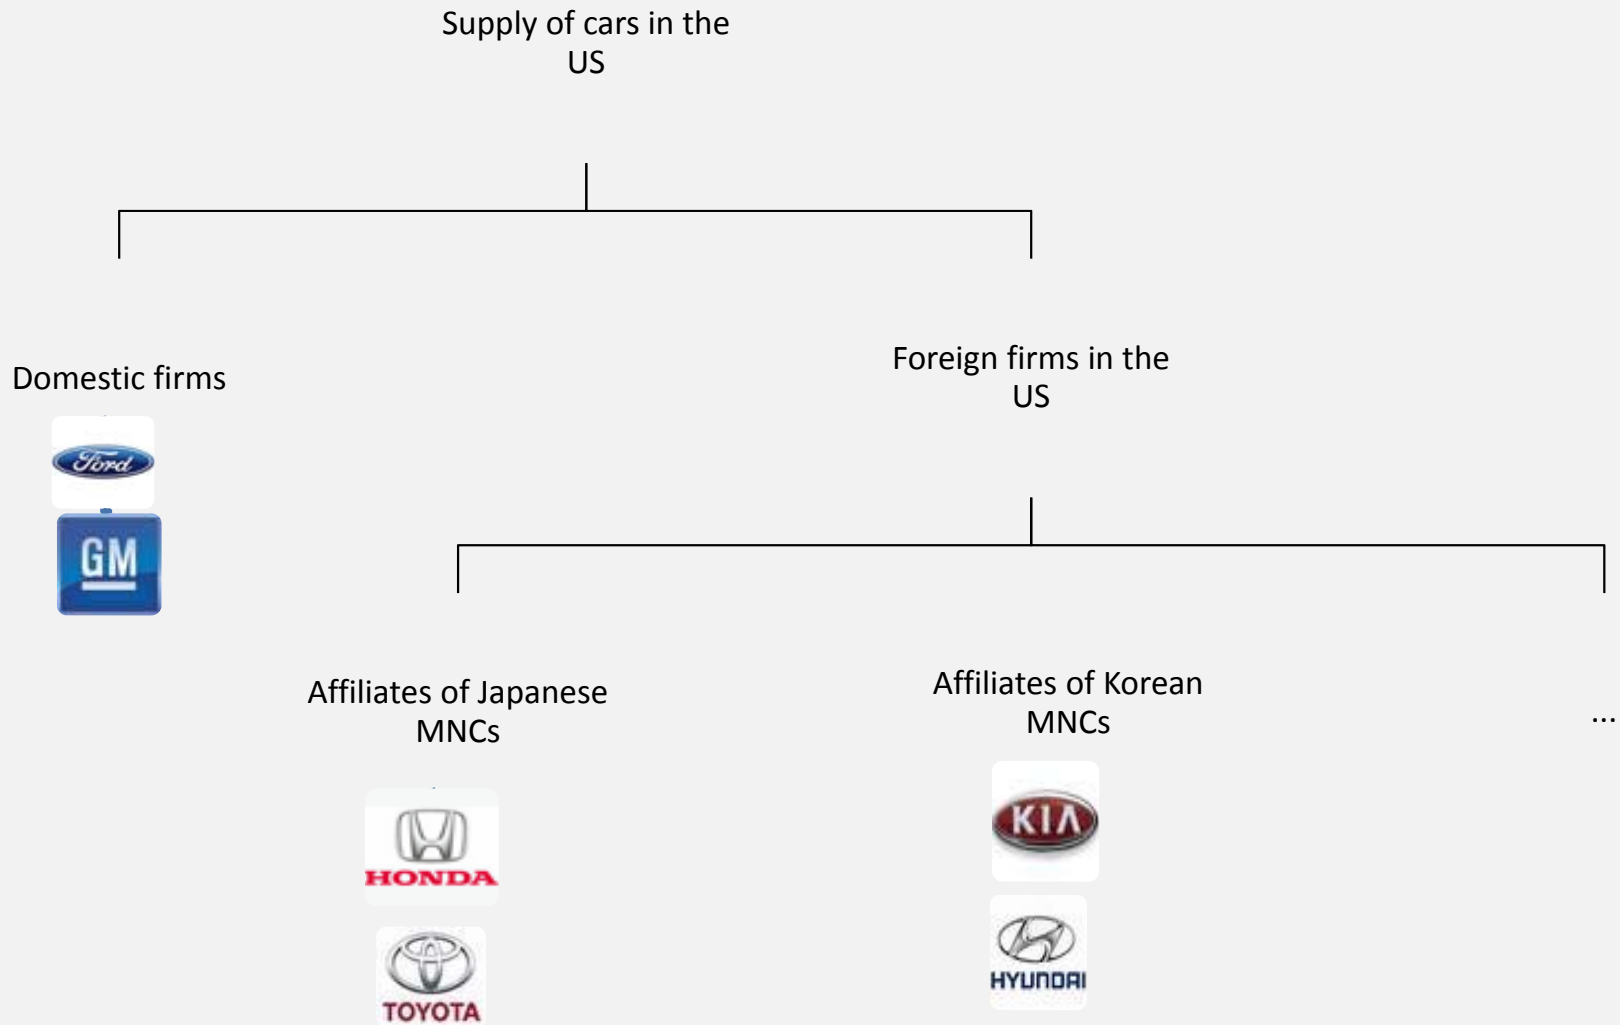 Supply of cars in the
US
Domestic firms
Ford
GM
Foreign firms in the
US
Affiliates of Japanese
MNCs
HONDA
TOYOTA
Affiliates of Korean
MNCs
KIA
HYUNDAI
...